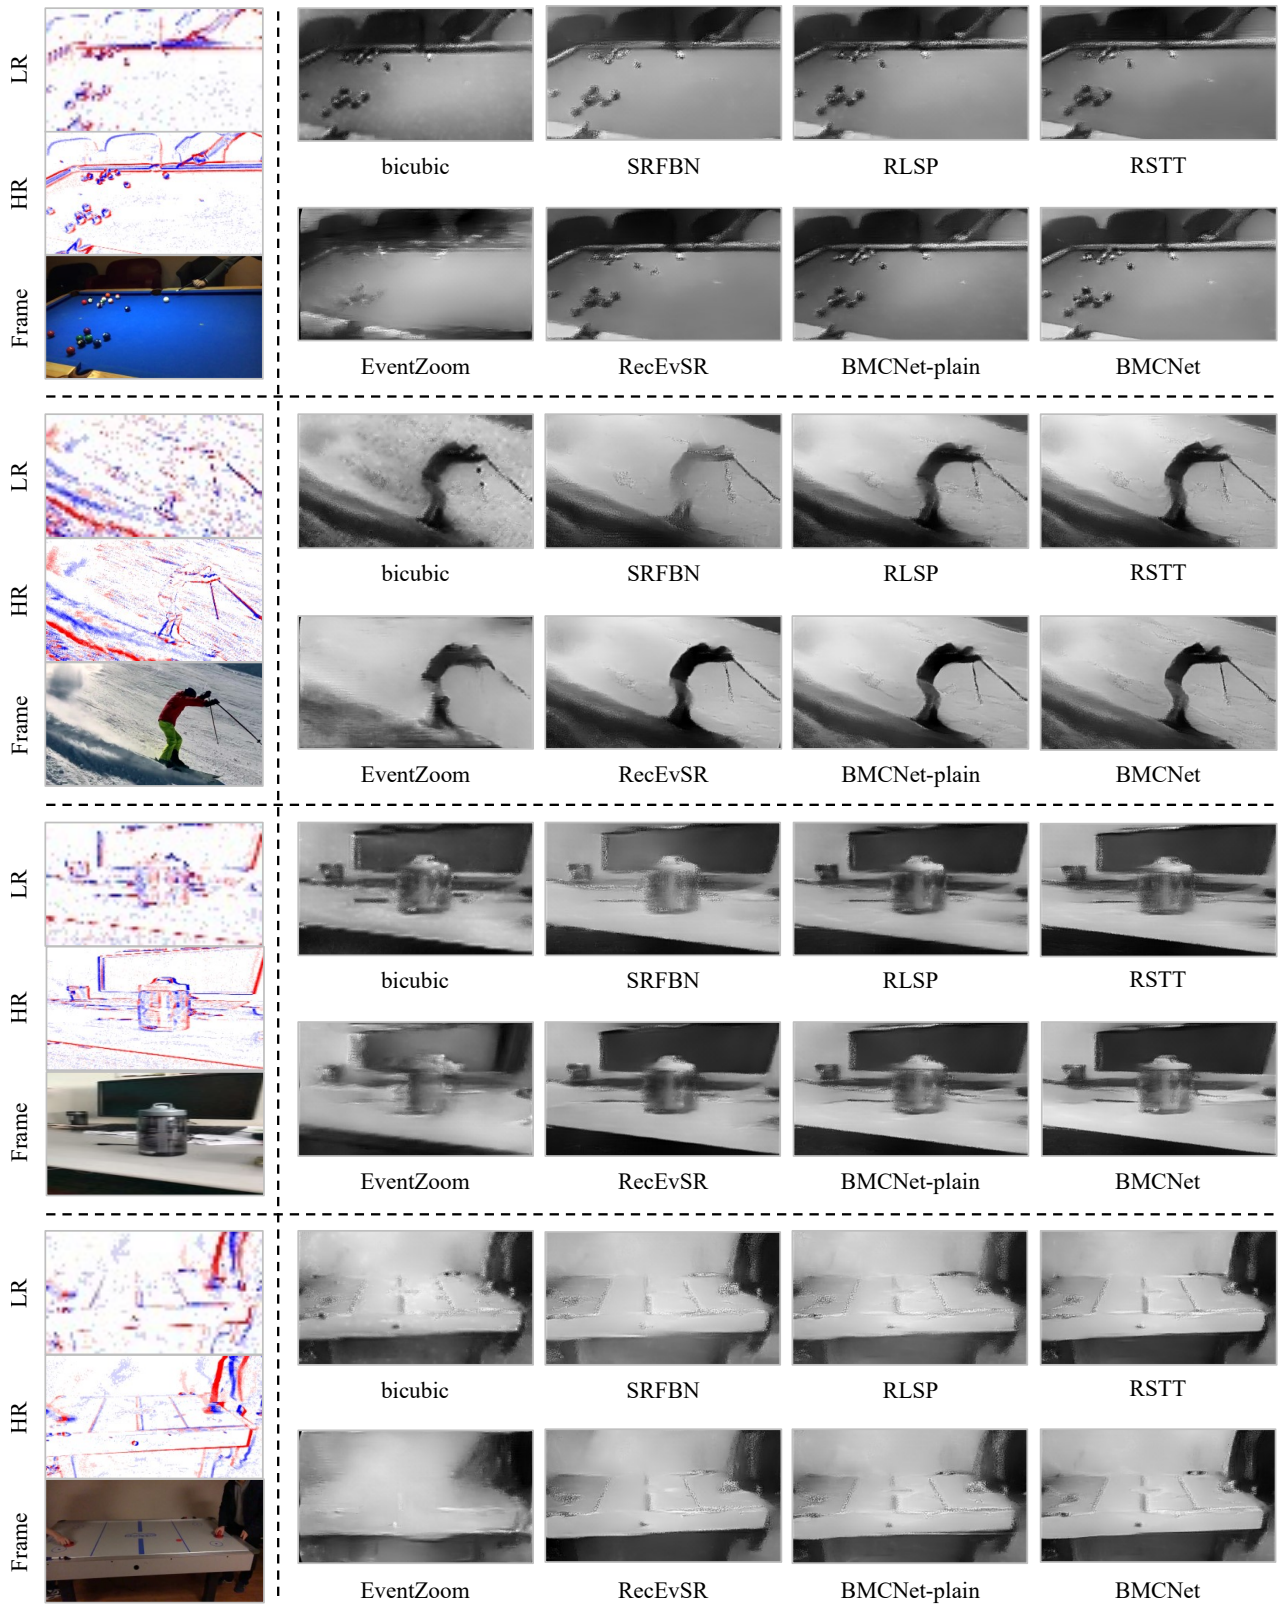 LR
HR
Frame
bicubic SRFBN RLSP RSTT
EventZoom RecEvSR BMCNet-plain BMCNet
LR
HR
Frame
bicubic SRFBN RLSP RSTT
EventZoom RecEvSR BMCNet-plain BMCNet
LR
HR
Frame
bicubic SRFBN RLSP RSTT
EventZoom RecEvSR BMCNet-plain BMCNet
LR
HR
Frame
bicubic SRFBN RLSP RSTT
EventZoom RecEvSR BMCNet-plain BMCNet